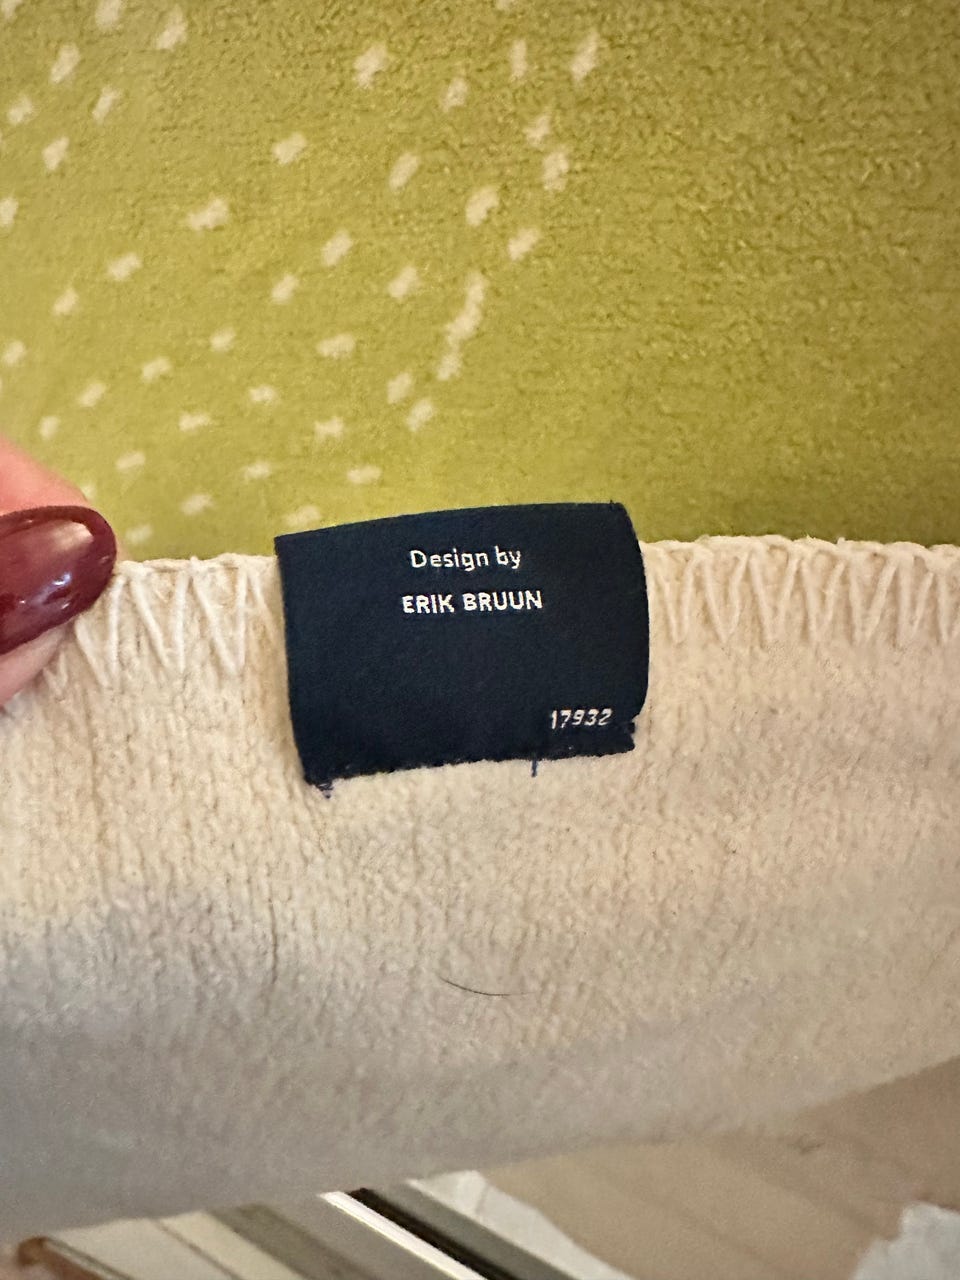 Design by
ERIK BRUUN
17932